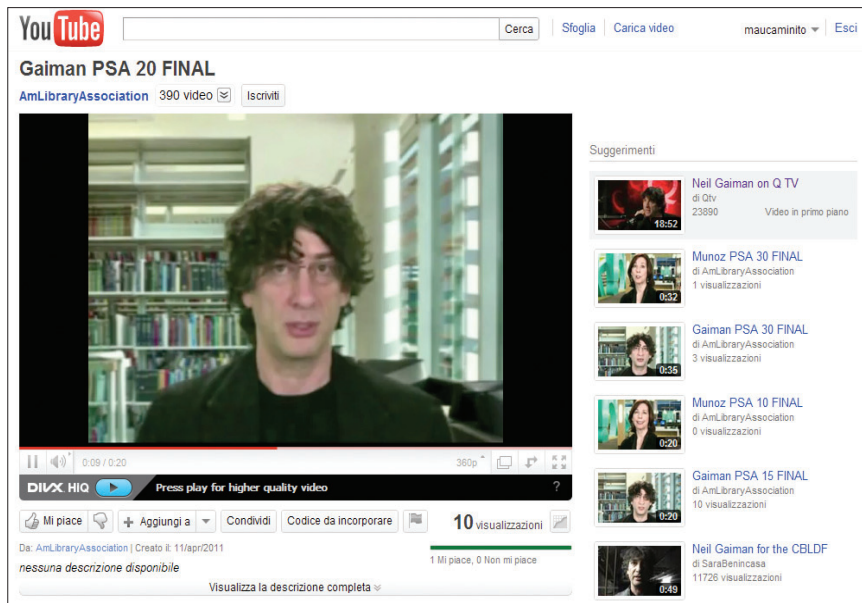 YouTube
Cerca
Sfoglia
Carica video
maucaminito
Esci
Gaiman PSA 20 FINAL
AmLibraryAssociation 390 video Iscriviti
Suggerimenti
Neil Gaiman on Q TV
di Qtv
23890 Video in primo piano
18:52
Munoz PSA 30 FINAL
di AmLibraryAssociation
1 visualizzazioni
0:32
Gaiman PSA 30 FINAL
di AmLibraryAssociation
3 visualizzazioni
0:35
Munoz PSA 10 FINAL
di AmLibraryAssociation
0 visualizzazioni
0:20
Gaiman PSA 15 FINAL
di AmLibraryAssociation
10 visualizzazioni
0:20
Neil Gaiman for the CBLDF
di SaraBenincasa
11726 visualizzazioni
0:49
0:09 / 0:20
360p
DIVX HIQ Press play for higher quality video ?
Mi piace
Aggiungi a
Condividi
Codice da incorporare
10 visualizzazioni
Da: AmLibraryAssociation | Creato il: 11/apr/2011
1 Mi piace, 0 Non mi piace
nessuna descrizione disponibile
Visualizza la descrizione completa